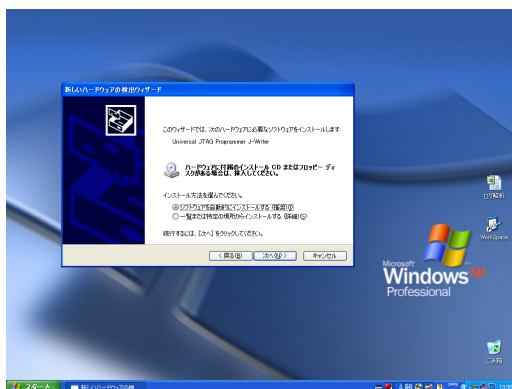 新しいハードウェアの検出ウィザード
このウィザードでは、次のハードウェアに必要なソフトウェアをインストールします
Universal JTAG Programmer J-Writer
ハードウェアに付属のインストール CD またはフロッピー ディ
スクがある場合は、挿入してください。
インストール方法を選んでください。
ソフトウェアを自動的にインストールする (推奨)(I)
一覧または特定の場所からインストールする (詳細)(S)
続行するには、[次へ] をクリックしてください。
< 戻る(B)
次へ(N) >
キャンセル
WorkSpace
Microsoft
Windows xp
Professional
ごみ箱
スタート
新しいハードウェアの検